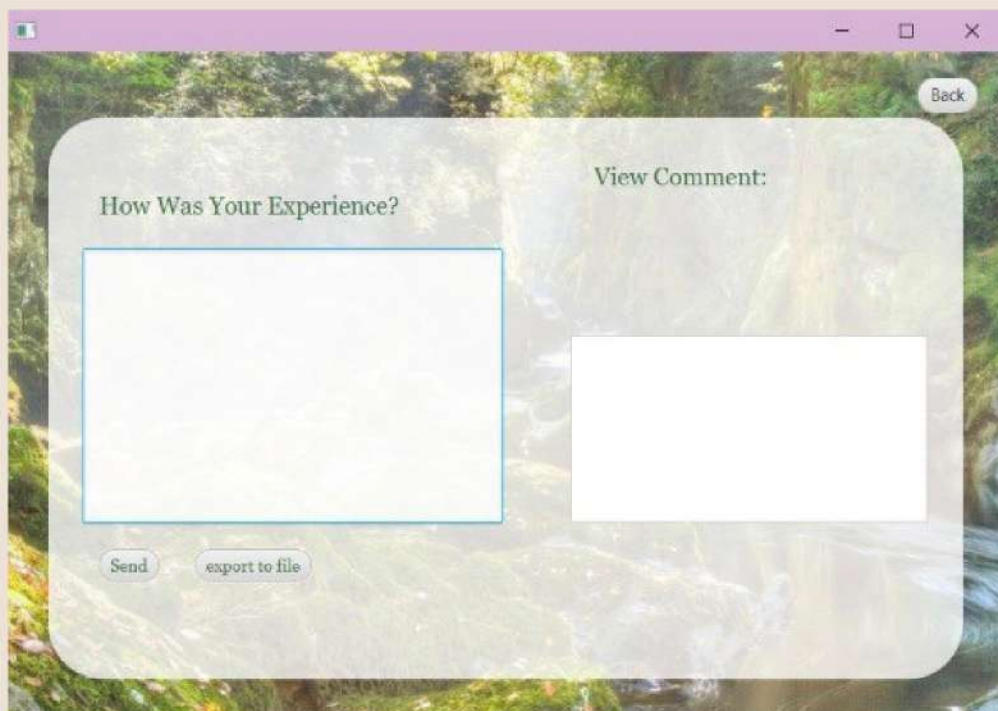 Back
View Comment:
How Was Your Experience?
Send
export to file